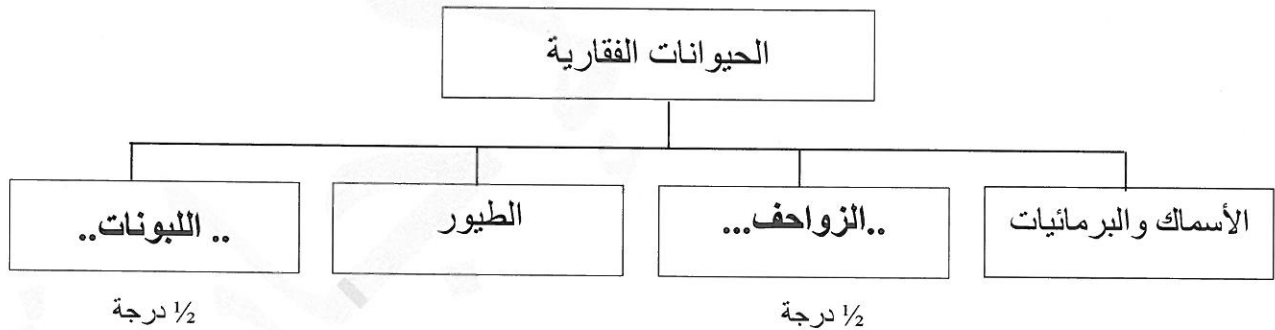 الحيوانات الفقارية
الأسماك والبرمائيات
..الزواحف...
الطيور
.. اللبونات..
½ درجة
½ درجة